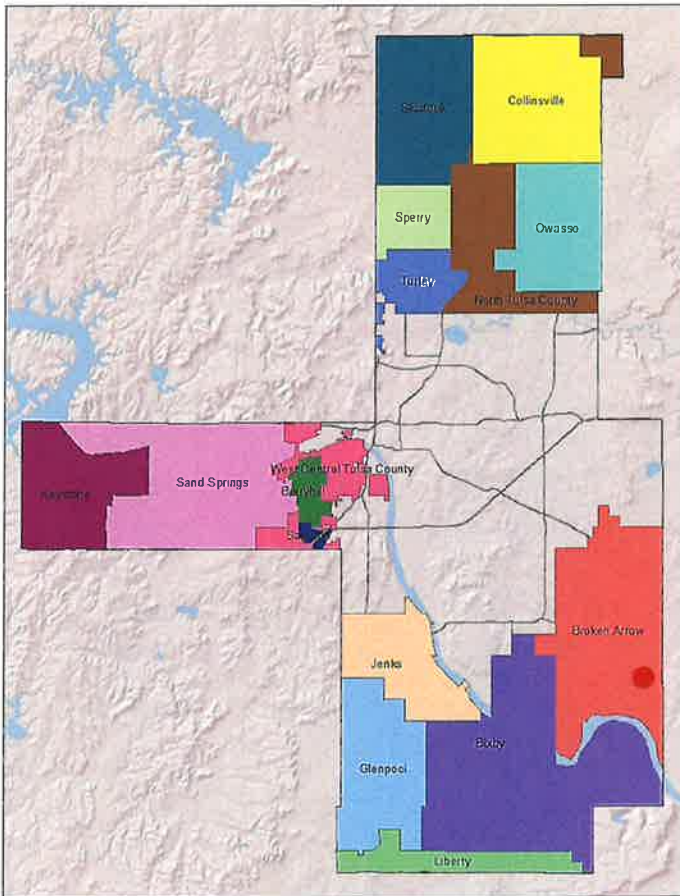 Skiatook
Collinsville
Sperry
Owasso
Turley
North Tulsa County
West Central Tulsa County
Sand Springs
Berryhill
Keystone
Broken Arrow
Jenks
Bixby
Glenpool
Liberty